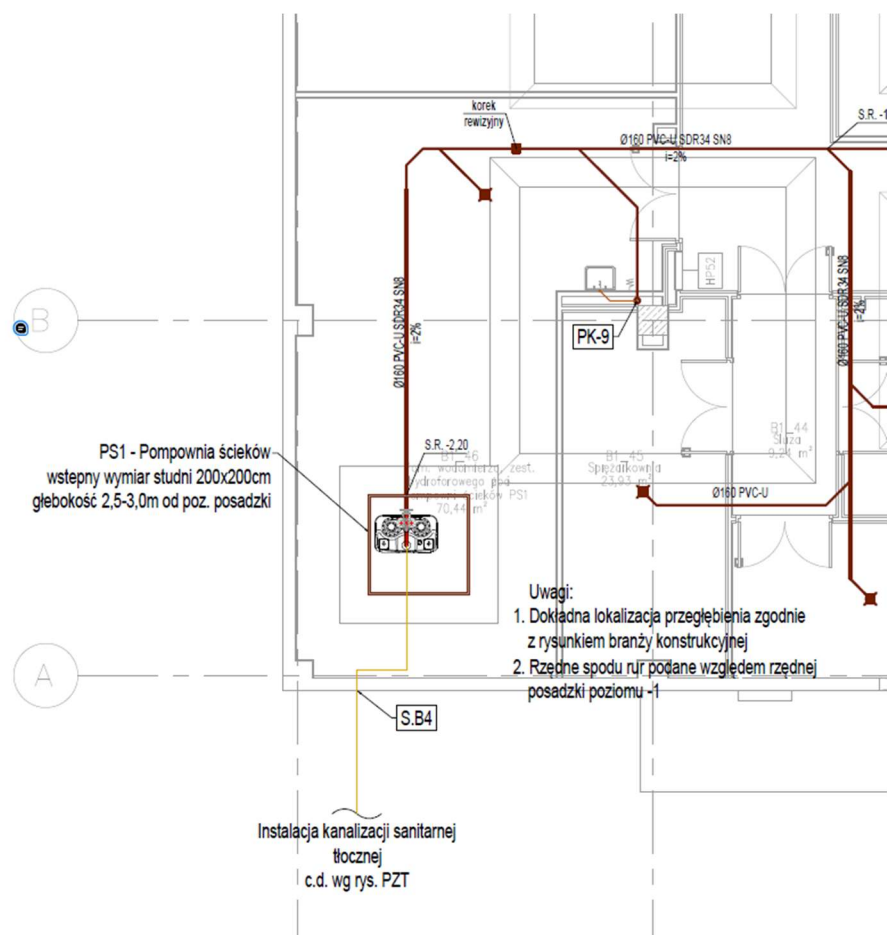 korek
rewizyjny
Ø160 PVC-U SDR34 SN8
i=2%
S.R. -1
HP52
Ø160 PVC-U SDR34 SN8
i=2%
Ø160 PVC-U SDR34 SN8
i=2%
B
PK-9
PS1 - Pompownia ścieków
wstepny wymiar studni 200x200cm
głebokość 2,5-3,0m od poz. posadzki
S.R. -2,20
B1_46
wodomierza, zest.
ścieków PS1
70,44 m²
B1_45
Sprężarkownia
23,93 m²
B1_44
Śluza
9,24 m²
Ø160 PVC-U
Uwagi:
1. Dokładna lokalizacja przegłębienia zgodnie
z rysunkiem branży konstrukcyjnej
2. Rzędne spodu rur podane względem rzędnej
posadzki poziomu -1
A
S.B4
Instalacja kanalizacji sanitarnej
tłocznej
c.d. wg rys. PZT